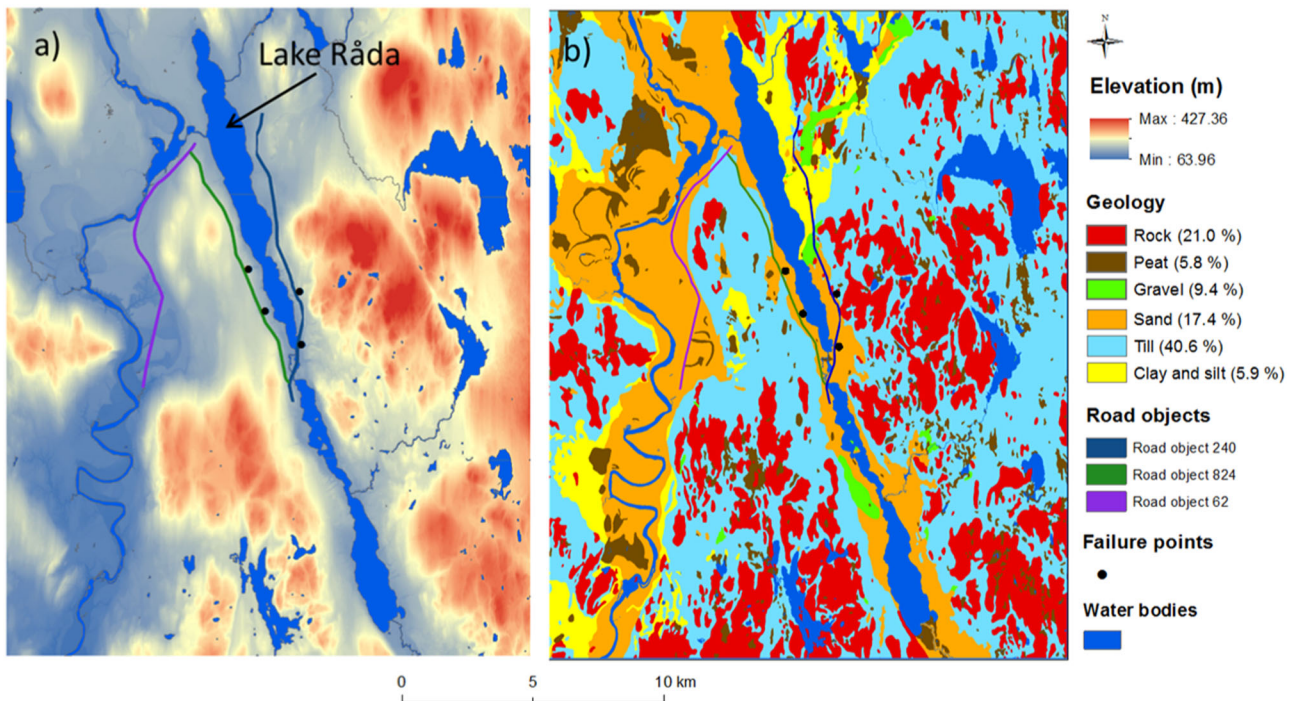 a)
Lake Råda
b)
N
Elevation (m)
Max : 427.36
Min : 63.96
Geology
Rock (21.0 %)
Peat (5.8 %)
Gravel (9.4 %)
Sand (17.4 %)
Till (40.6 %)
Clay and silt (5.9 %)
Road objects
Road object 240
Road object 824
Road object 62
Failure points
Water bodies
0 5 10 km